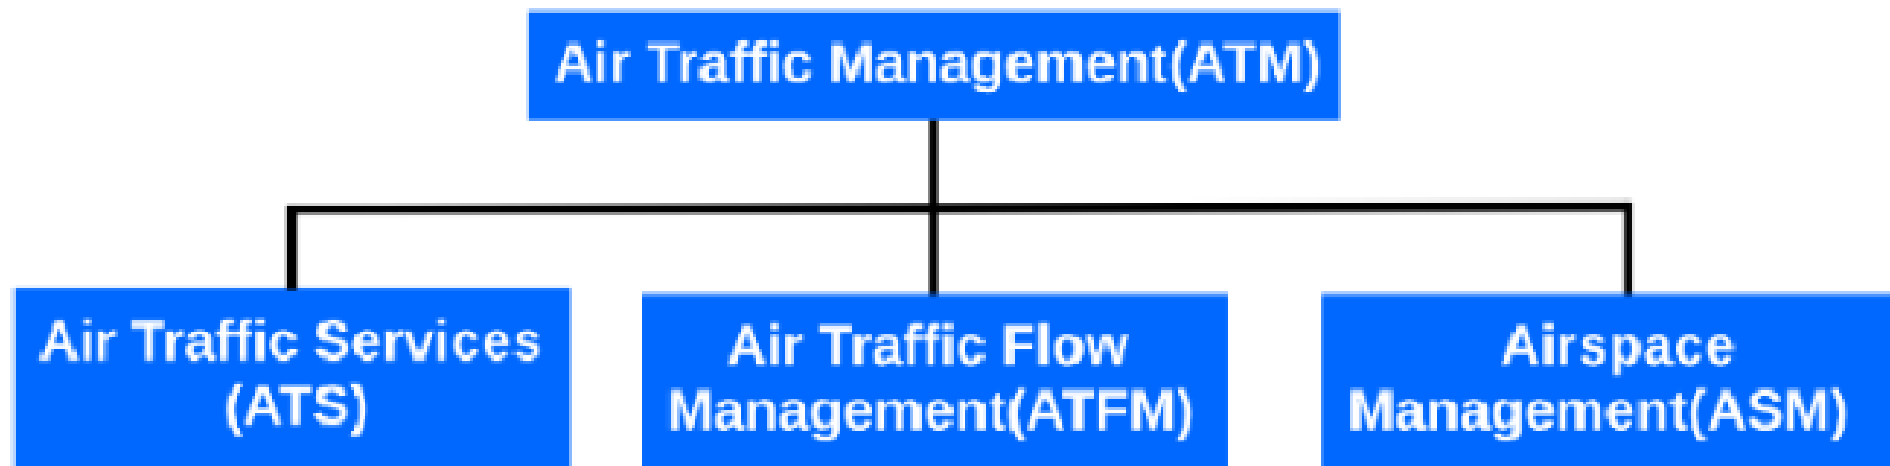 Air Traffic Management(ATM)
Air Traffic Services
(ATS)
Air Traffic Flow
Management(ATFM)
Airspace
Management(ASM)